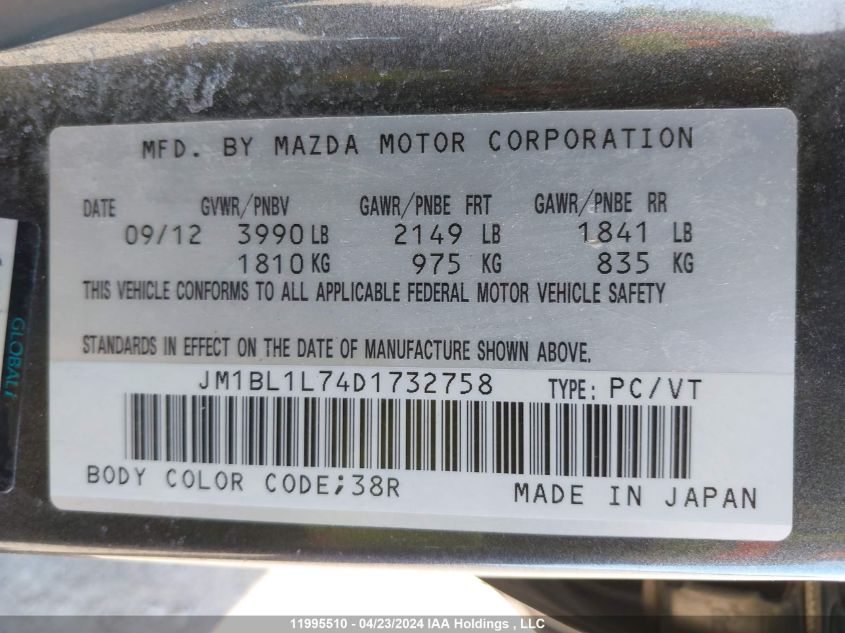 MFD. BY MAZDA MOTOR CORPORATION
DATE GVWR/PNBV GAWR/PNBE FRT GAWR/PNBE RR
09/12 3990 LB 2149 LB 1841 LB
1810 KG 975 KG 835 KG
THIS VEHICLE CONFORMS TO ALL APPLICABLE FEDERAL MOTOR VEHICLE SAFETY
STANDARDS IN EFFECT ON THE DATE OF MANUFACTURE SHOWN ABOVE.
JM1BL1L74D1732758 TYPE: PC/VT
BODY COLOR CODE;38R MADE IN JAPAN
GLOBALI
11995510 - 04/23/2024 IAA Holdings , LLC